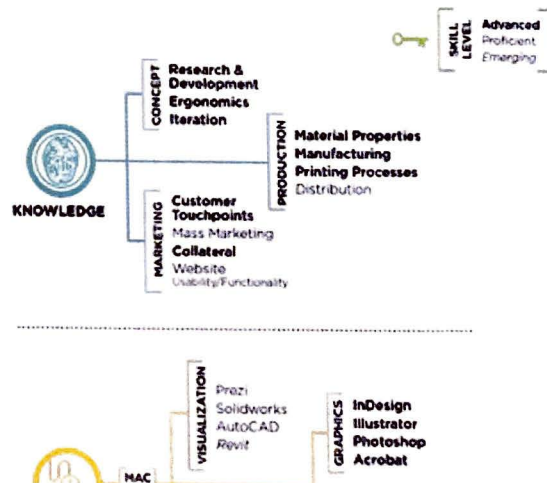 SKILL LEVEL
Advanced
Proficient
Emerging
CONCEPT
Research &
Development
Ergonomics
Iteration
KNOWLEDGE
PRODUCTION
Material Properties
Manufacturing
Printing Processes
Distribution
MARKETING
Customer
Touchpoints
Mass Marketing
Collateral
Website
Usability/Functionality
VISUALIZATION
Prezi
Solidworks
AutoCAD
Revit
GRAPHICS
InDesign
Illustrator
Photoshop
Acrobat
MAC